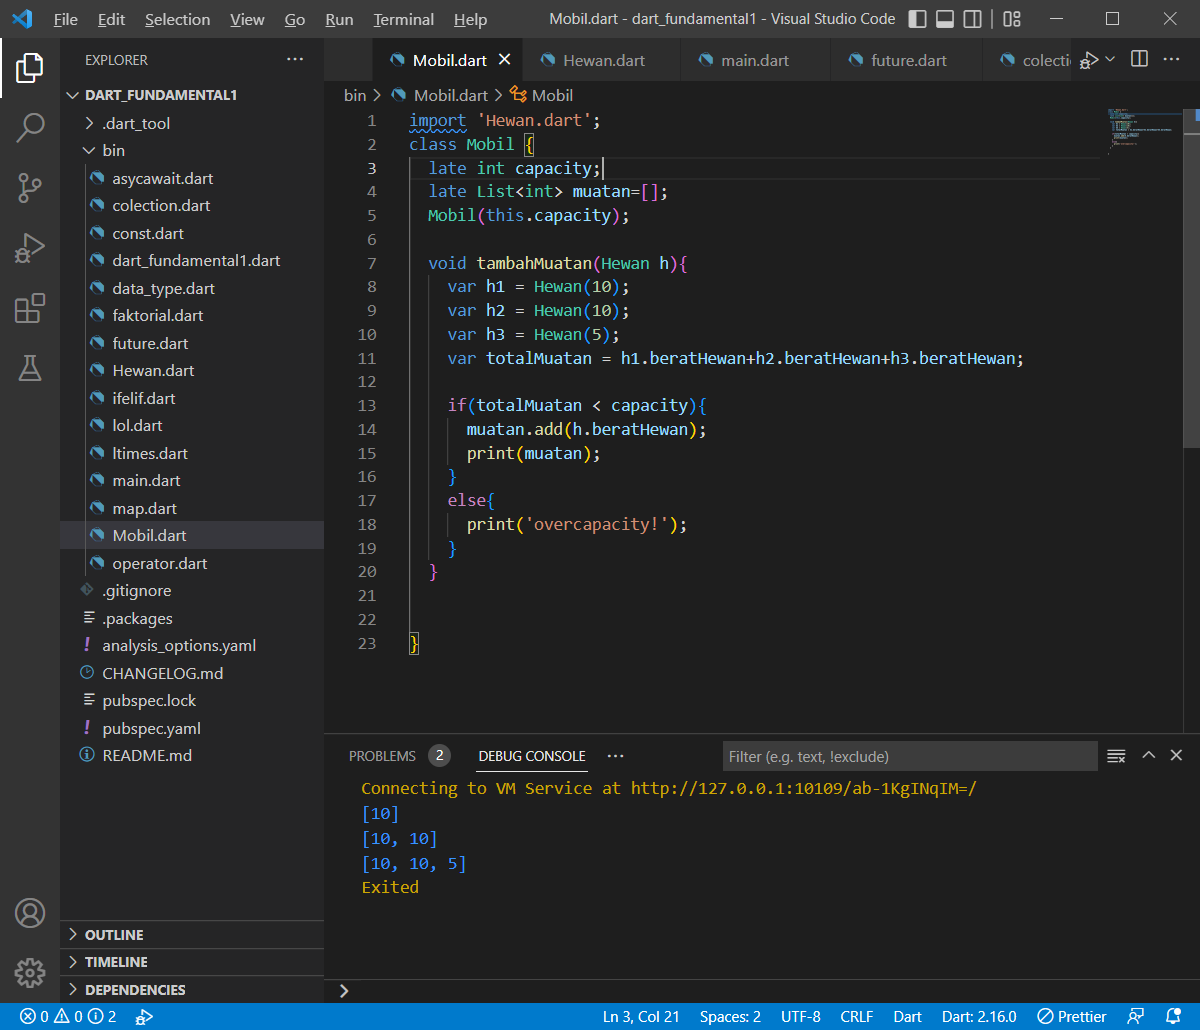 File Edit Selection View Go Run Terminal Help Mobil.dart - dart_fundamental1 - Visual Studio Code
EXPLORER
DART_FUNDAMENTAL1
.dart_tool
bin
asycawait.dart
colection.dart
const.dart
dart_fundamental1.dart
data_type.dart
faktorial.dart
future.dart
Hewan.dart
ifelif.dart
lol.dart
ltimes.dart
main.dart
map.dart
Mobil.dart
operator.dart
.gitignore
.packages
analysis_options.yaml
CHANGELOG.md
pubspec.lock
pubspec.yaml
README.md
OUTLINE
TIMELINE
DEPENDENCIES
Mobil.dart Hewan.dart main.dart future.dart colecti
bin > Mobil.dart > Mobil
1 import 'Hewan.dart';
2 class Mobil {
3 late int capacity;
4 late List<int> muatan=[];
5 Mobil(this.capacity);
6
7 void tambahMuatan(Hewan h){
8 var h1 = Hewan(10);
9 var h2 = Hewan(10);
10 var h3 = Hewan(5);
11 var totalMuatan = h1.beratHewan+h2.beratHewan+h3.beratHewan;
12
13 if(totalMuatan < capacity){
14 muatan.add(h.beratHewan);
15 print(muatan);
16 }
17 else{
18 print('overcapacity!');
19 }
20 }
21
22
23 }
PROBLEMS 2 DEBUG CONSOLE ··· Filter (e.g. text, !exclude)
Connecting to VM Service at http://127.0.0.1:10109/ab-1KgINqIM=/
[10]
[10, 10]
[10, 10, 5]
Exited
0 0 2 Ln 3, Col 21 Spaces: 2 UTF-8 CRLF Dart Dart: 2.16.0 Prettier